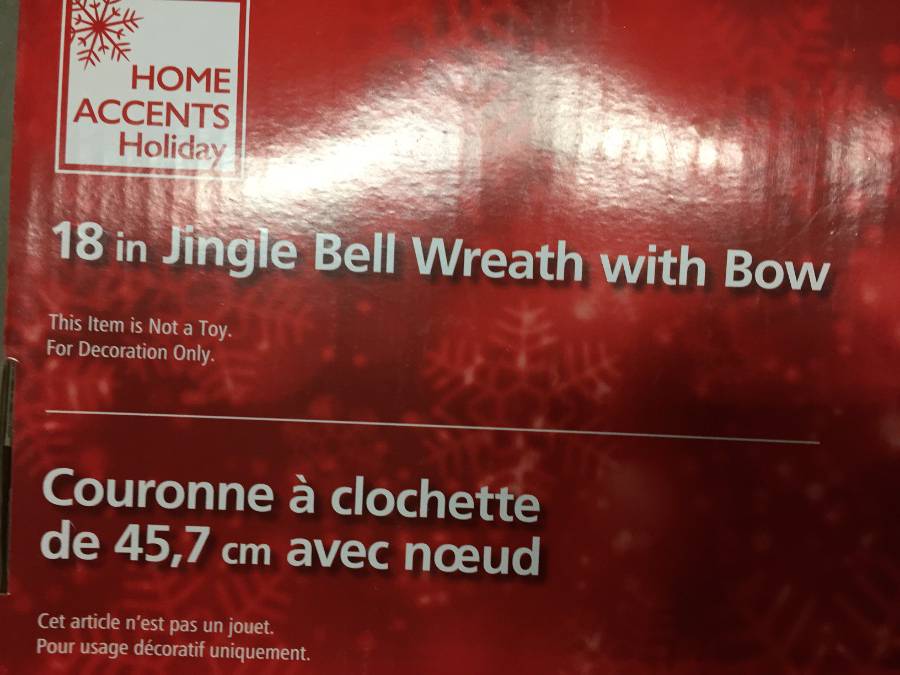 HOME
ACCENTS
Holiday
18 in Jingle Bell Wreath with Bow
This Item is Not a Toy.
For Decoration Only.
Couronne à clochette
de 45,7 cm avec nœud
Cet article n'est pas un jouet.
Pour usage décoratif uniquement.